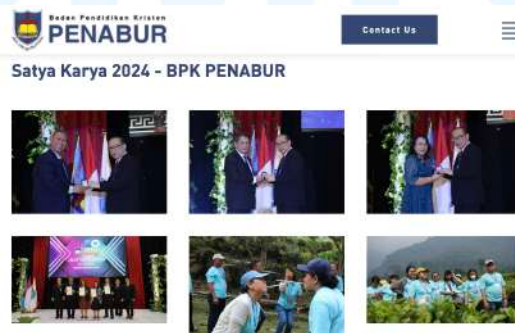 Badan Pendidikan Kristen
PENABUR
Contact Us
Satya Karya 2024 - BPK PENABUR